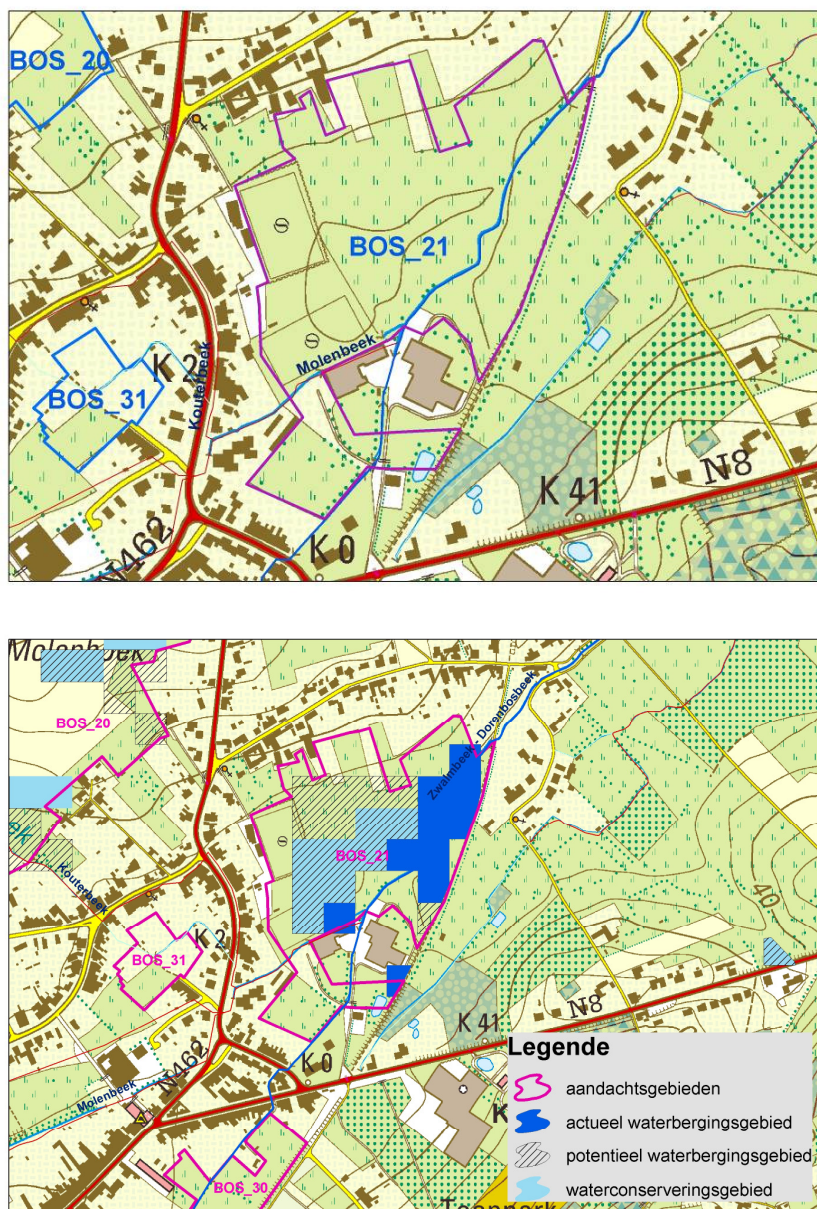 BOS_20
BOS_21
Molenbeek
BOS_31
K 2
Kouterbeek
N8
K 41
N462
K 0
Molenbeek
BOS_20
Zwalmbeek - Dorenbosbeek
BOS_21
Kouterbeek
K 2
BOS_31
40
N8
K 41
N462
K 0
Molenbeek
BOS_30
K
Legende
aandachtsgebieden
actueel waterbergingsgebied
potentieel waterbergingsgebied
waterconserveringsgebied